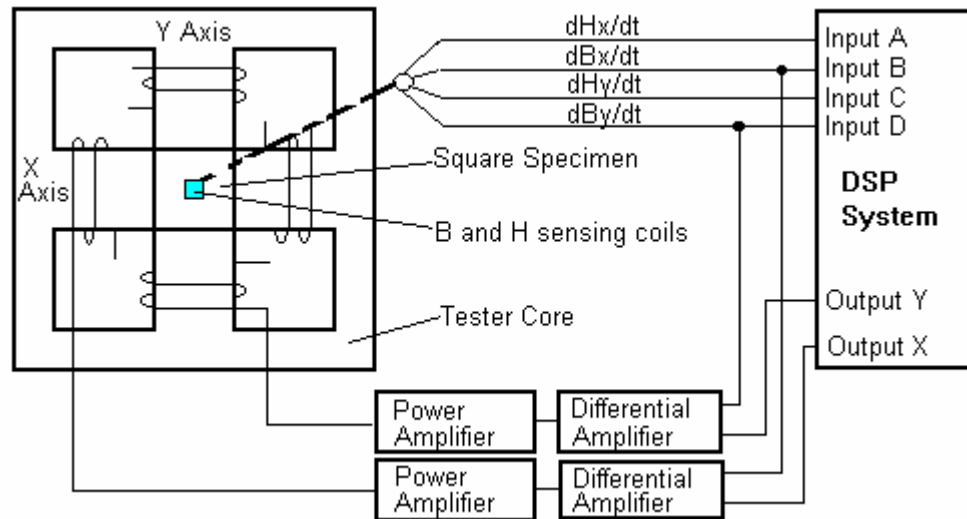 Y Axis
X
Axis
Square Specimen
B and H sensing coils
Tester Core
dHx/dt
dBx/dt
dHy/dt
dBy/dt
Input A
Input B
Input C
Input D
DSP
System
Output Y
Output X
Power
Amplifier
Differential
Amplifier
Power
Amplifier
Differential
Amplifier